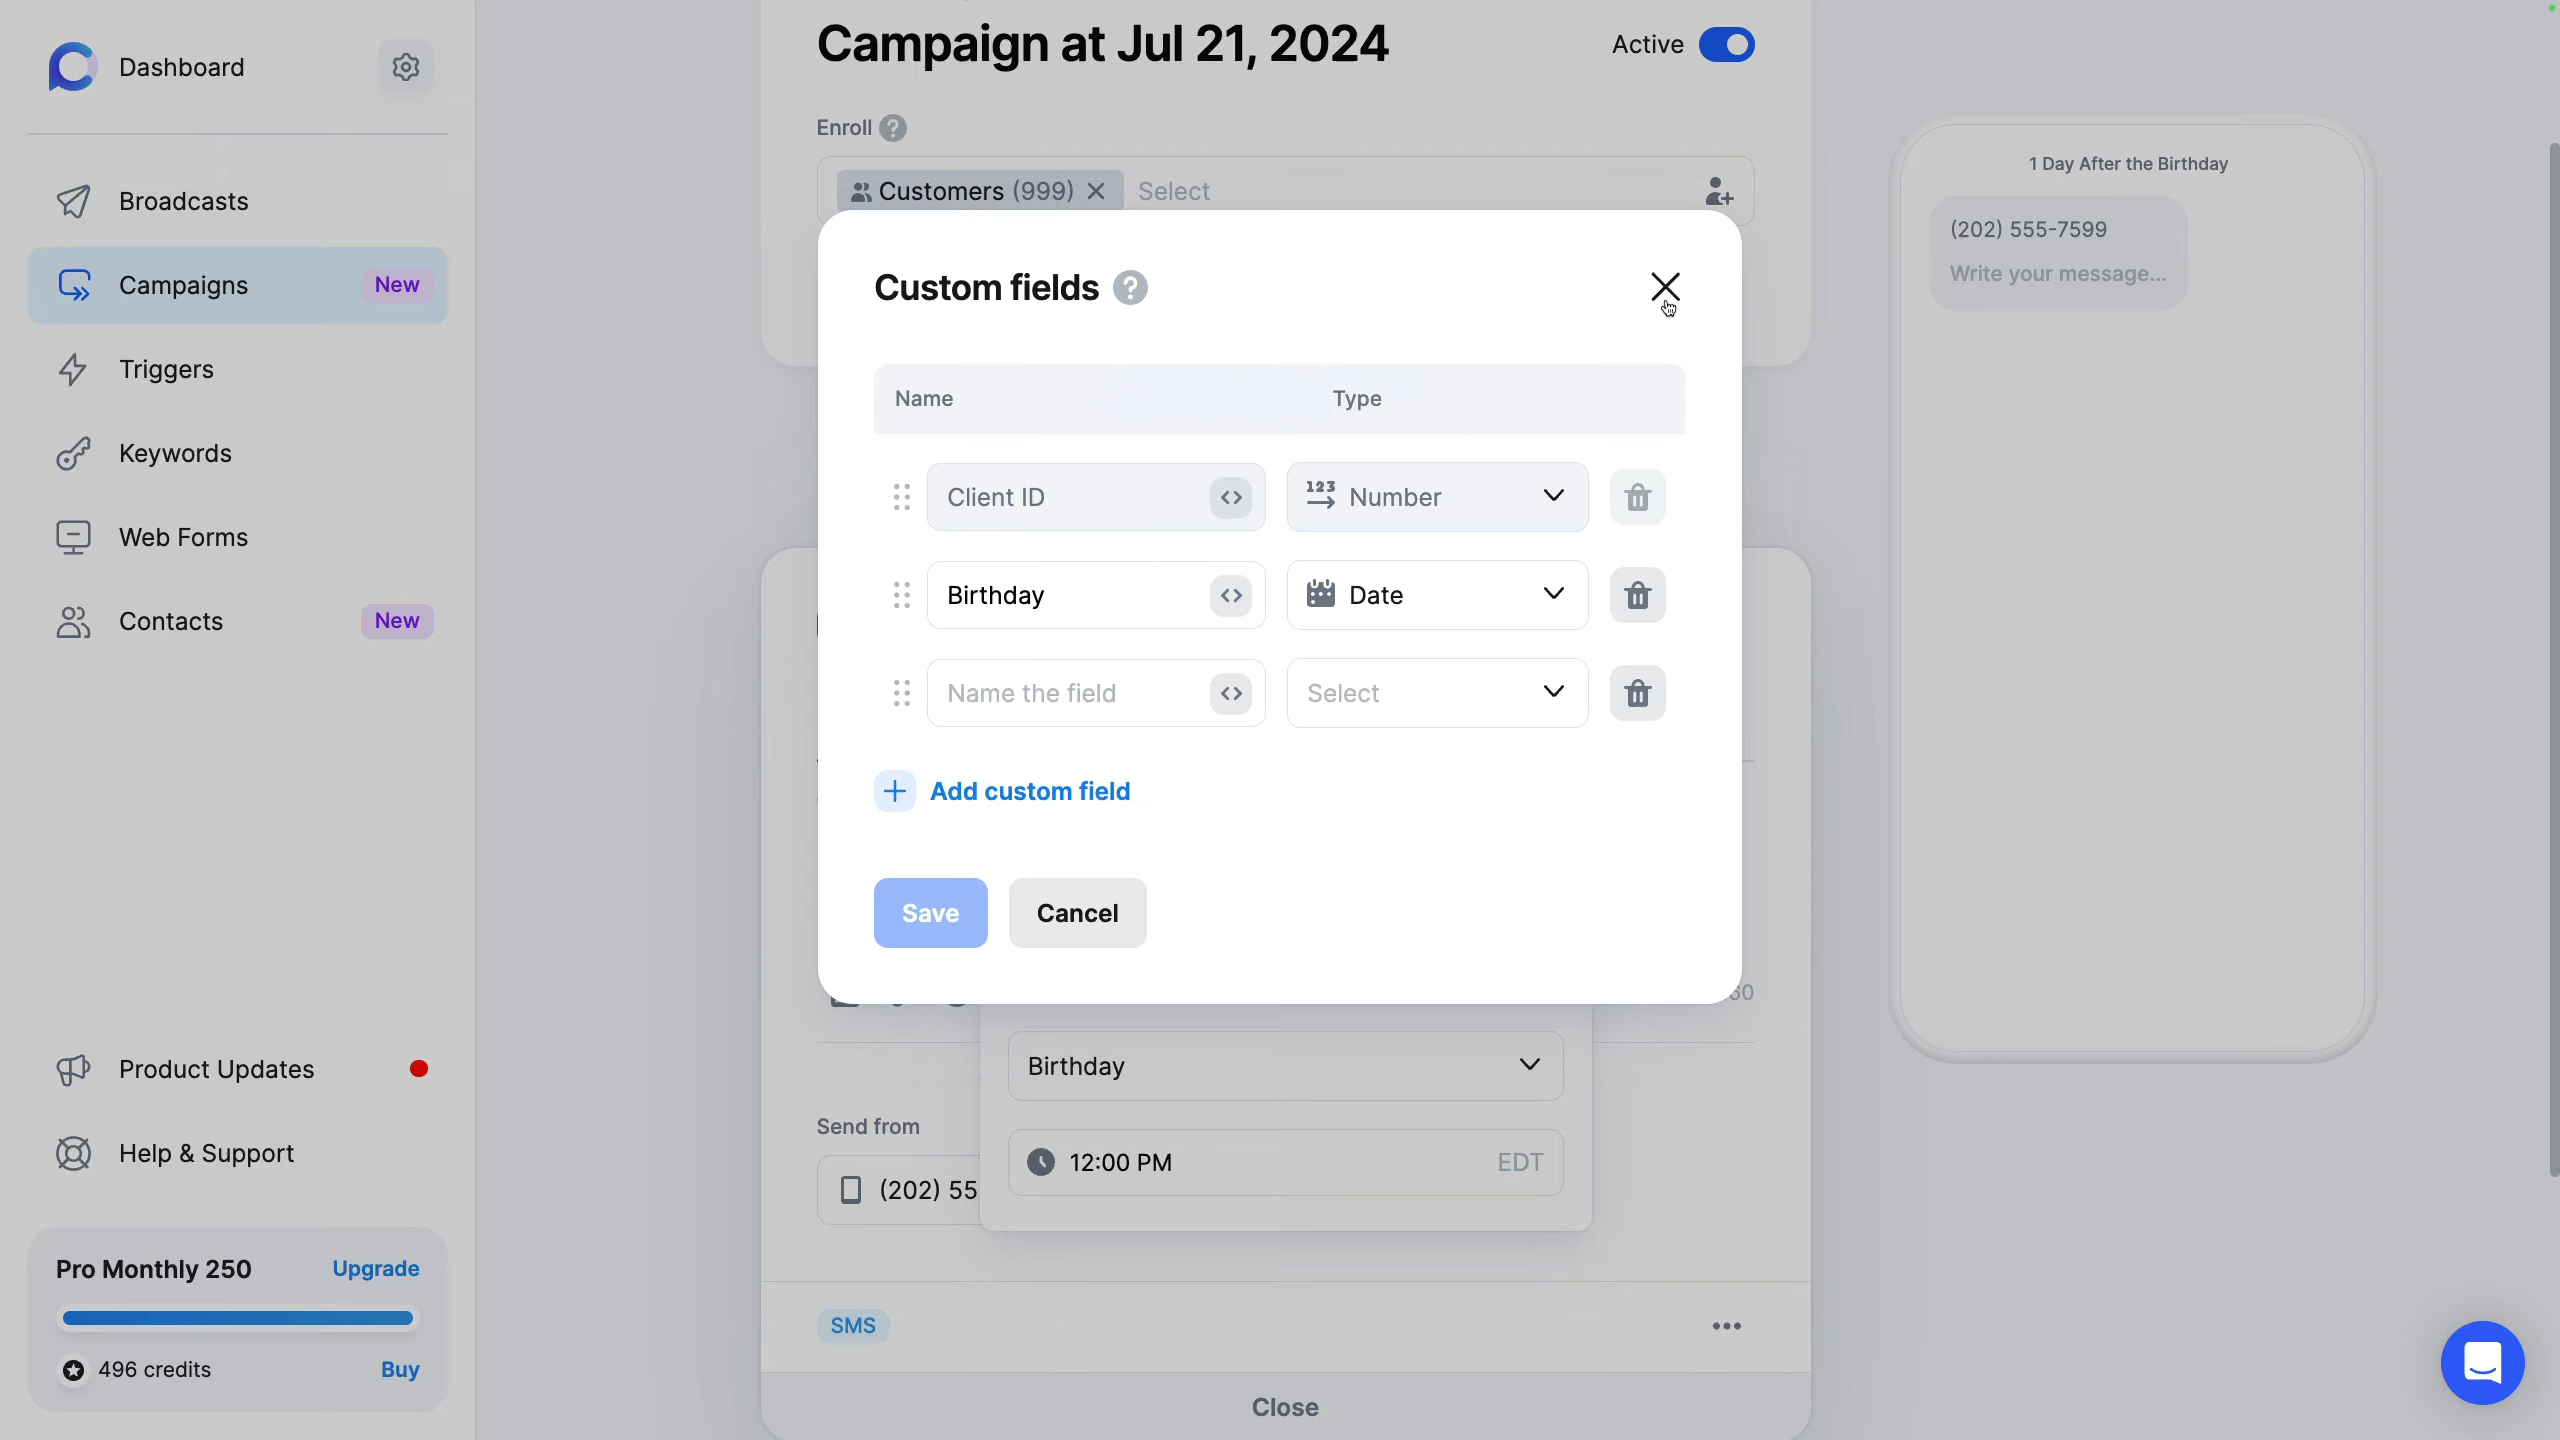 Dashboard
Broadcasts
Campaigns New
Triggers
Keywords
Web Forms
Contacts New
Product Updates
Help & Support
Pro Monthly 250 Upgrade
496 credits Buy
Campaign at Jul 21, 2024 Active
Enroll ?
Customers (999) Select
Custom fields ?
Name Type
Client ID <> 123 Number
Birthday <> Date
Name the field <> Select
Add custom field
Save Cancel
Birthday
12:00 PM EDT
Send from
(202) 55
SMS
Close
1 Day After the Birthday
(202) 555-7599
Write your message...